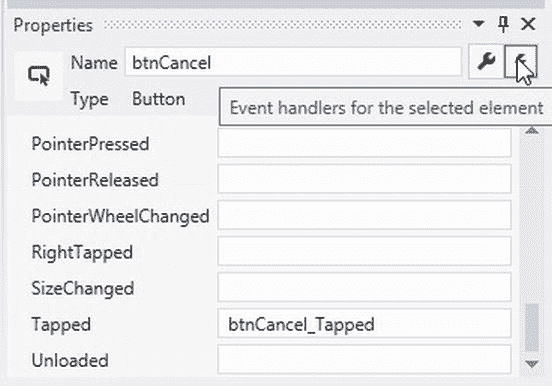 Properties
Name btnCancel
Type Button
Event handlers for the selected element
PointerPressed
PointerReleased
PointerWheelChanged
RightTapped
SizeChanged
Tapped btnCancel_Tapped
Unloaded